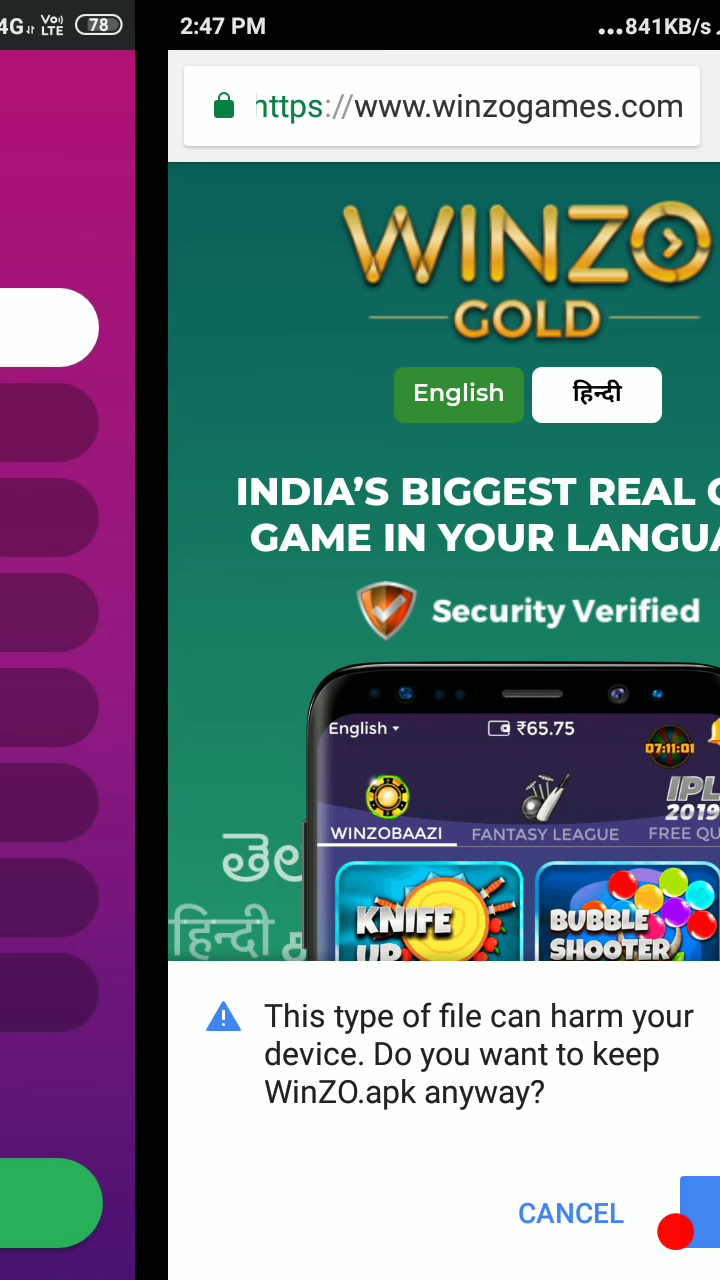 4G Vo) LTE 78
2:47 PM ...841KB/s
https://www.winzogames.com
WINZO
GOLD
English हिन्दी
INDIA'S BIGGEST REAL
GAME IN YOUR LANGUA
Security Verified
English ₹65.75
07:11:01
IPL
2019
WINZOBAAZI FANTASY LEAGUE FREE QU
తెల
हिन्दी
KNIFE
UP
BUBBLE
SHOOTER
This type of file can harm your
device. Do you want to keep
WinZO.apk anyway?
CANCEL